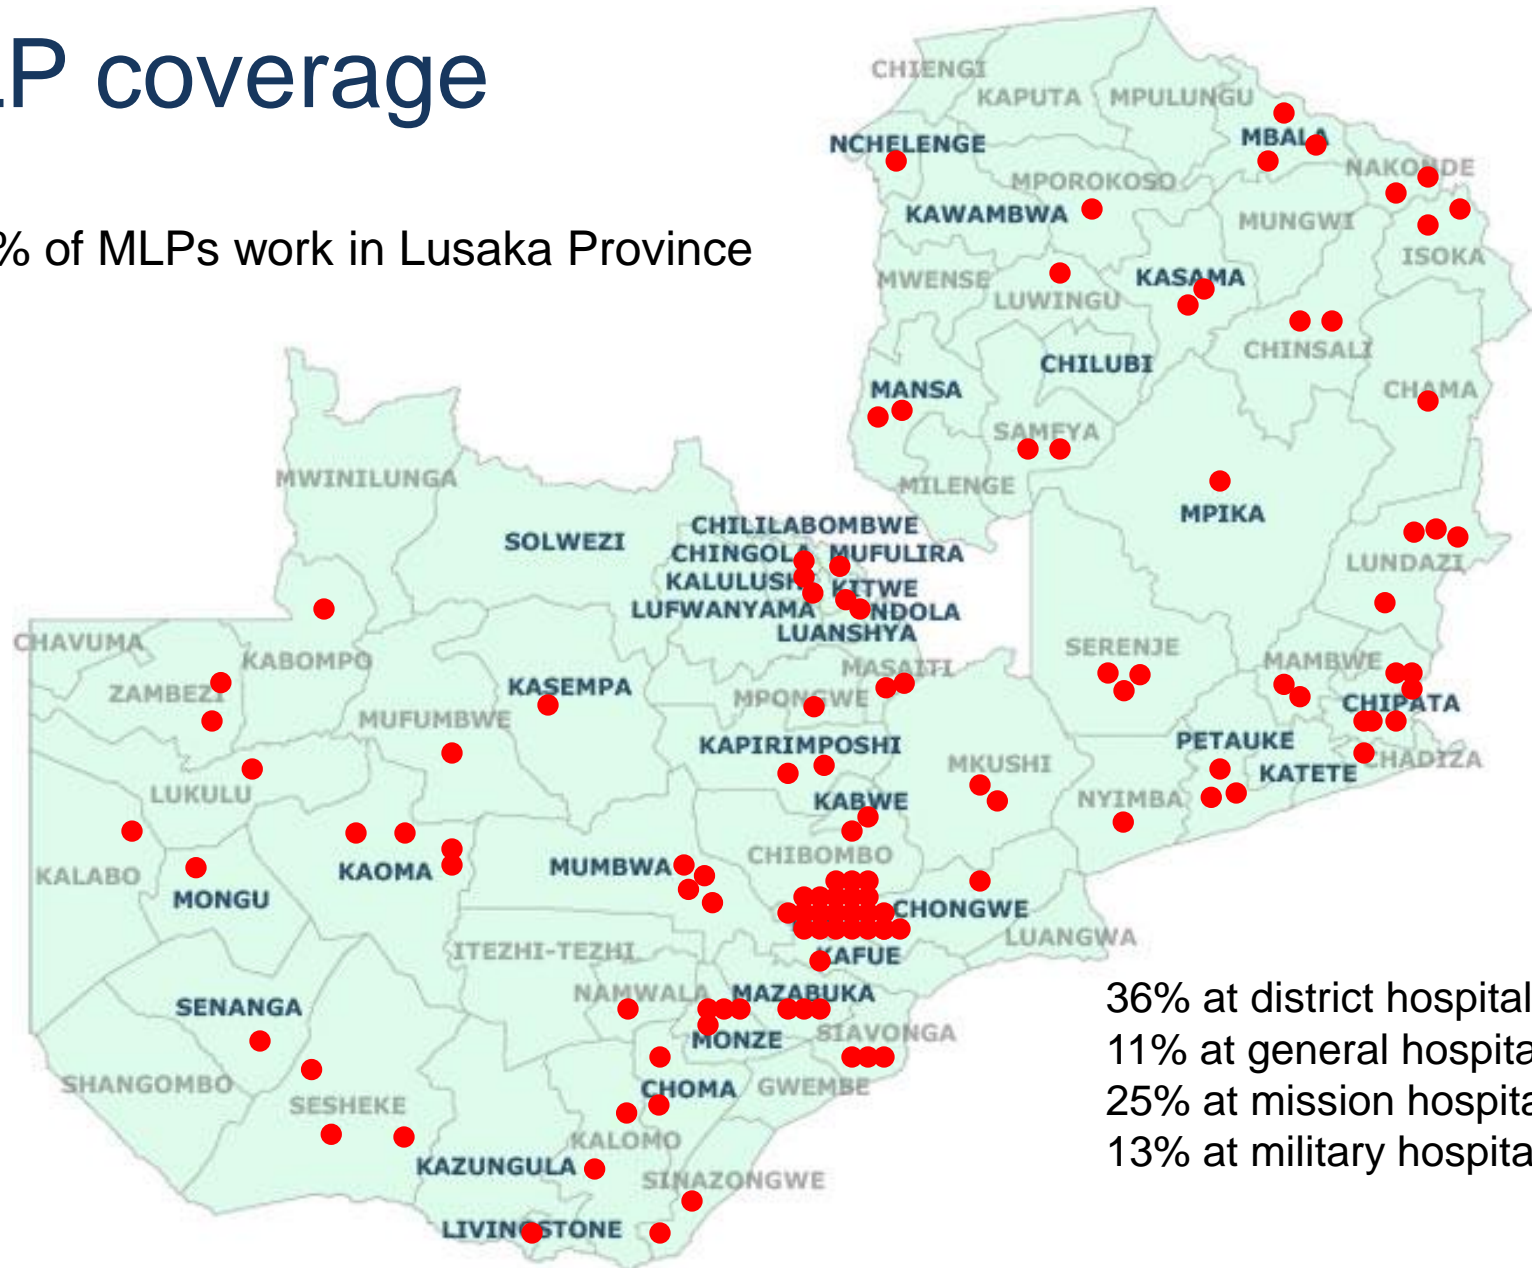 LP coverage
% of MLPs work in Lusaka Province
CHIENGI
KAPUTA
MPULUNGU
NCHELENGE
MBALA
NAKONDE
MPOROKOSO
KAWAMBWA
MUNGWI
ISOKA
MWENSE
LUWINGU
KASAMA
CHINSALI
CHILUBI
MANSA
CHAMA
SAMFYA
MWINILUNGA
MILENGE
MPIKA
CHILILABOMBWE
SOLWEZI
CHINGOLA
MUFULIRA
LUNDAZI
KALULUSHI
KITWE
LUFWANYAMA
NDOLA
LUANSHYA
CHAVUMA
KABOMPO
MASAITI
SERENJE
MAMBWE
ZAMBEZI
KASEMPA
MPONGWE
CHIPATA
MUFUMBWE
KAPIRIMPOSHI
PETAUKE
MKUSHI
KATETE
CHADIZA
LUKULU
KABWE
NYIMBA
CHIBOMBO
KALABO
KAOMA
MUMBWA
MONGU
CHONGWE
LUANGWA
ITEZHI-TEZHI
KAFUE
NAMWALA
MAZABUKA
SENANGA
SIAVONGA
MONZE
SHANGOMBO
SESHEKE
CHOMA
GWEMBE
KALOMO
KAZUNGULA
SINAZONGWE
LIVINGSTONE
36% at district hospital
11% at general hospita
25% at mission hospita
13% at military hospita